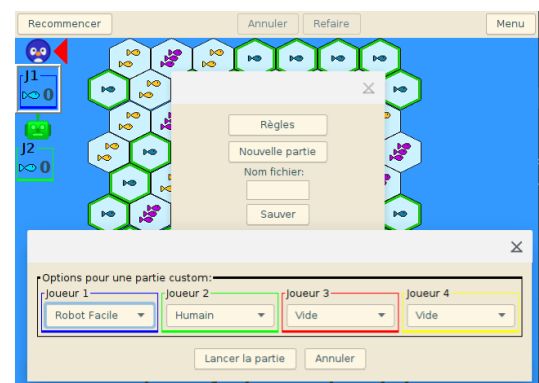 Recommencer Annuler Refaire Menu
J1
0
J2
0
Règles
Nouvelle partie
Nom fichier:
Sauver
Options pour une partie custom:
Joueur 1 Joueur 2 Joueur 3 Joueur 4
Robot Facile Humain Vide Vide
Lancer la partie Annuler